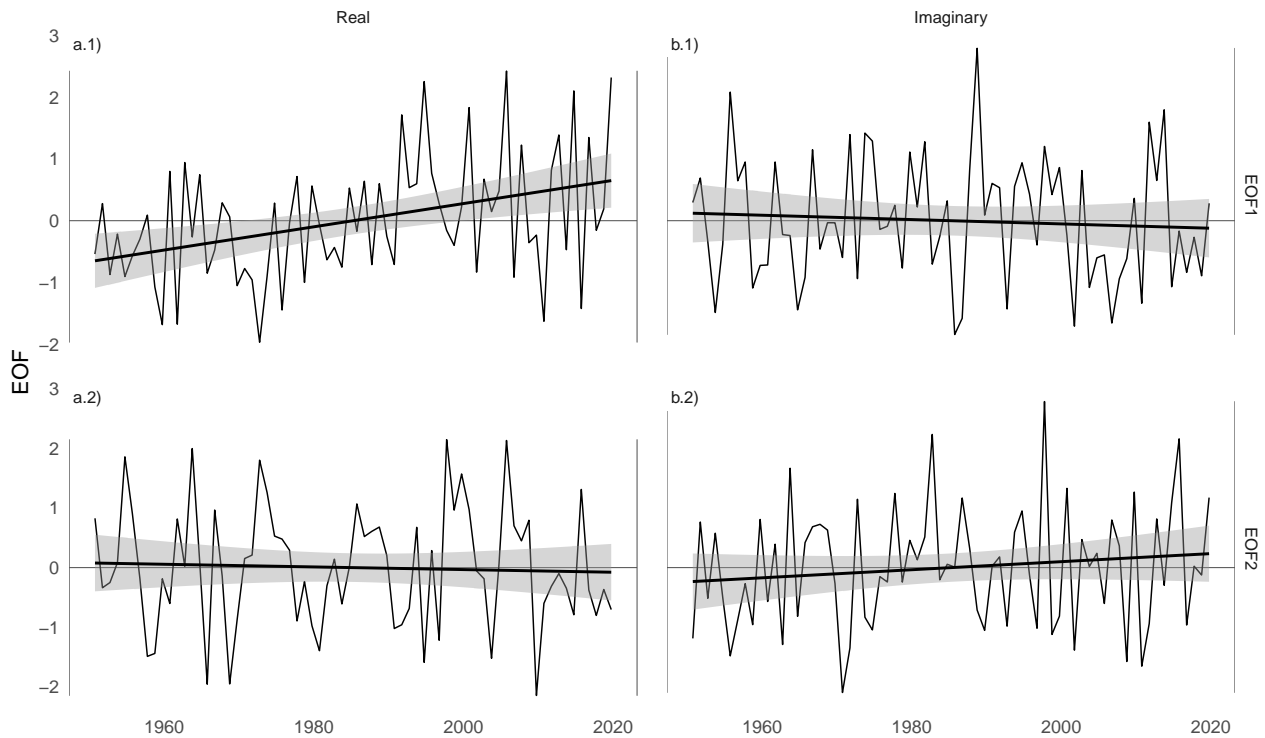 Real
Imaginary
a.1)
b.1)
3
2
1
0
−1
−2
EOF1
EOF
a.2)
b.2)
3
2
1
0
−1
−2
EOF2
1960
1980
2000
2020
1960
1980
2000
2020